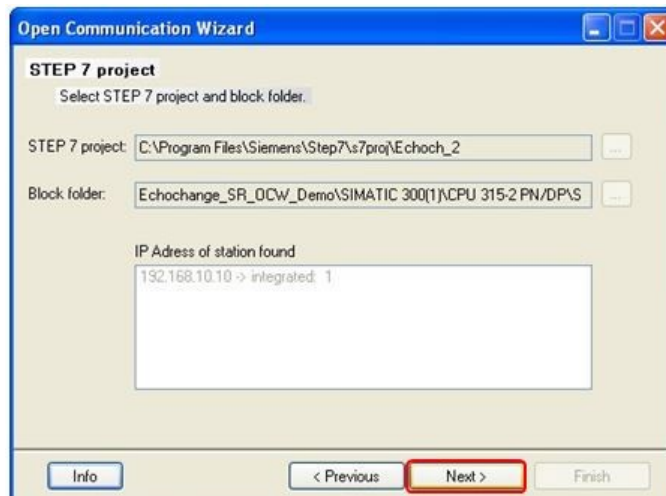 Open Communication Wizard
STEP 7 project
Select STEP 7 project and block folder.
STEP 7 project: C:\Program Files\Siemens\Step7\s7proj\Echoch_2 ...
Block folder: Echochange_SR_OCW_Demo\SIMATIC 300(1)\CPU 315-2 PN/DP\S ...
IP Adress of station found
192.168.10.10 -> integrated: 1
Info < Previous Next > Finish